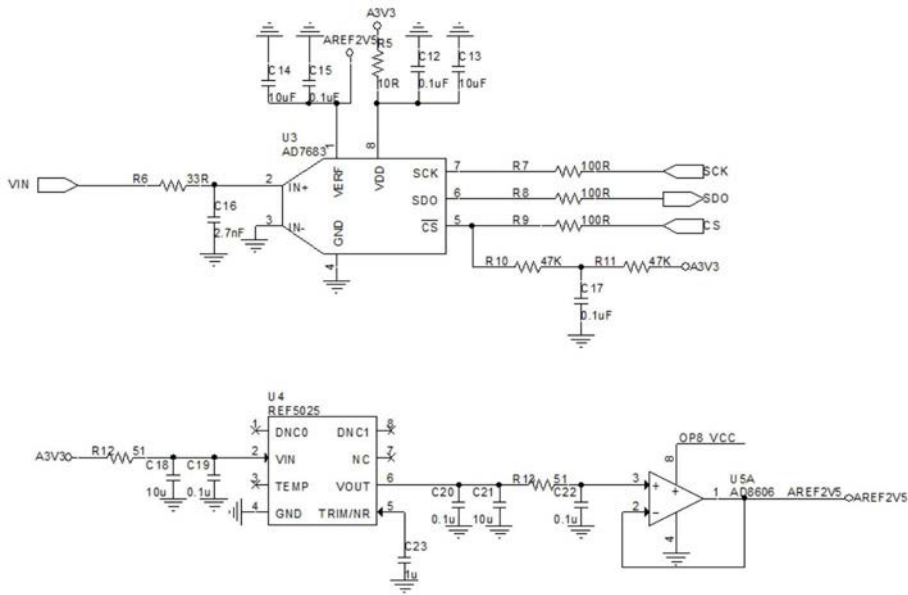 A3V3
AREF2V5
R5
C14
C15
C12
C13
10uF
0.1uF
10R
0.1uF
10uF
U3
AD7683
1
8
VIN
R6
33R
2
IN+
VERF
VDD
SCK
7
R7
100R
SCK
SDO
6
R8
100R
SDO
C16
2.7nF
3
IN-
GND
CS
5
R9
100R
CS
4
R10
47K
R11
47K
A3V3
C17
0.1uF
U4
REF5025
1
DNC0
DNC1
8
OP8_VCC
A3V3
R12
51
2
VIN
NC
7
C18
C19
3
TEMP
VOUT
6
R12
51
3
8
U5A
AD8606
1
AREF2V5
AREF2V5
10u
0.1u
4
GND
TRIM/NR
5
C20
C21
C22
0.1u
10u
0.1u
2
4
C23
1u